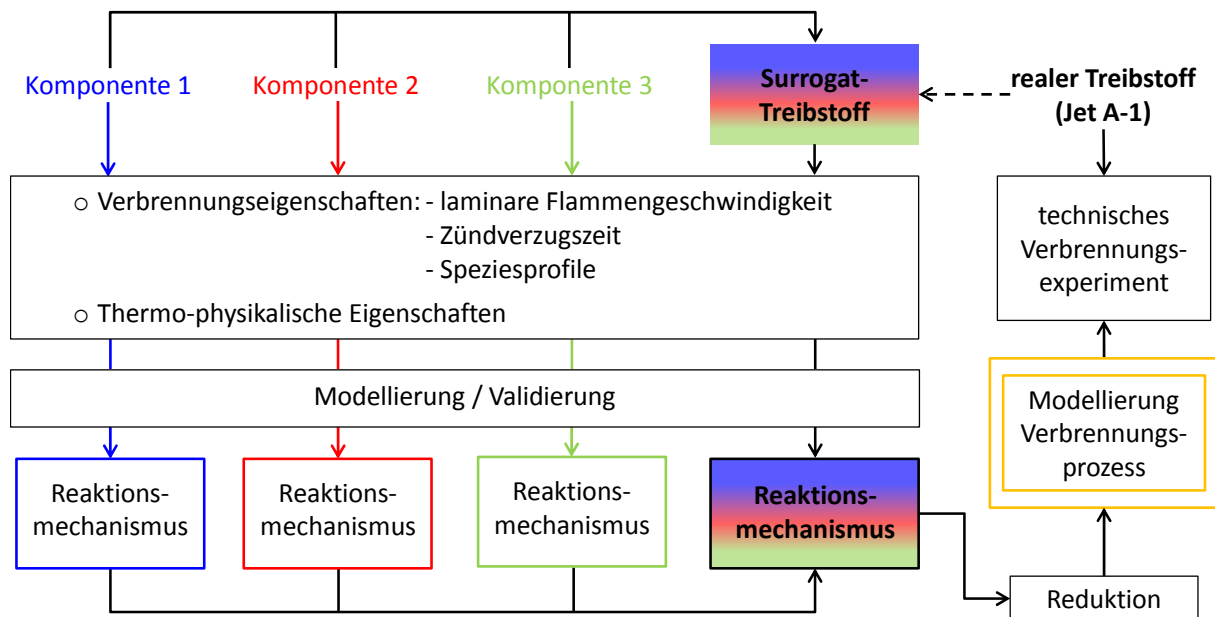 Komponente 1
Komponente 2
Komponente 3
Surrogat-
Treibstoff
realer Treibstoff
(Jet A-1)
○ Verbrennungseigenschaften: - laminare Flammengeschwindigkeit
- Zündverzugszeit
- Speziesprofile
○ Thermo-physikalische Eigenschaften
technisches
Verbrennungs-
experiment
Modellierung / Validierung
Modellierung
Verbrennungs-
prozess
Reaktions-
mechanismus
Reaktions-
mechanismus
Reaktions-
mechanismus
Reaktions-
mechanismus
Reduktion